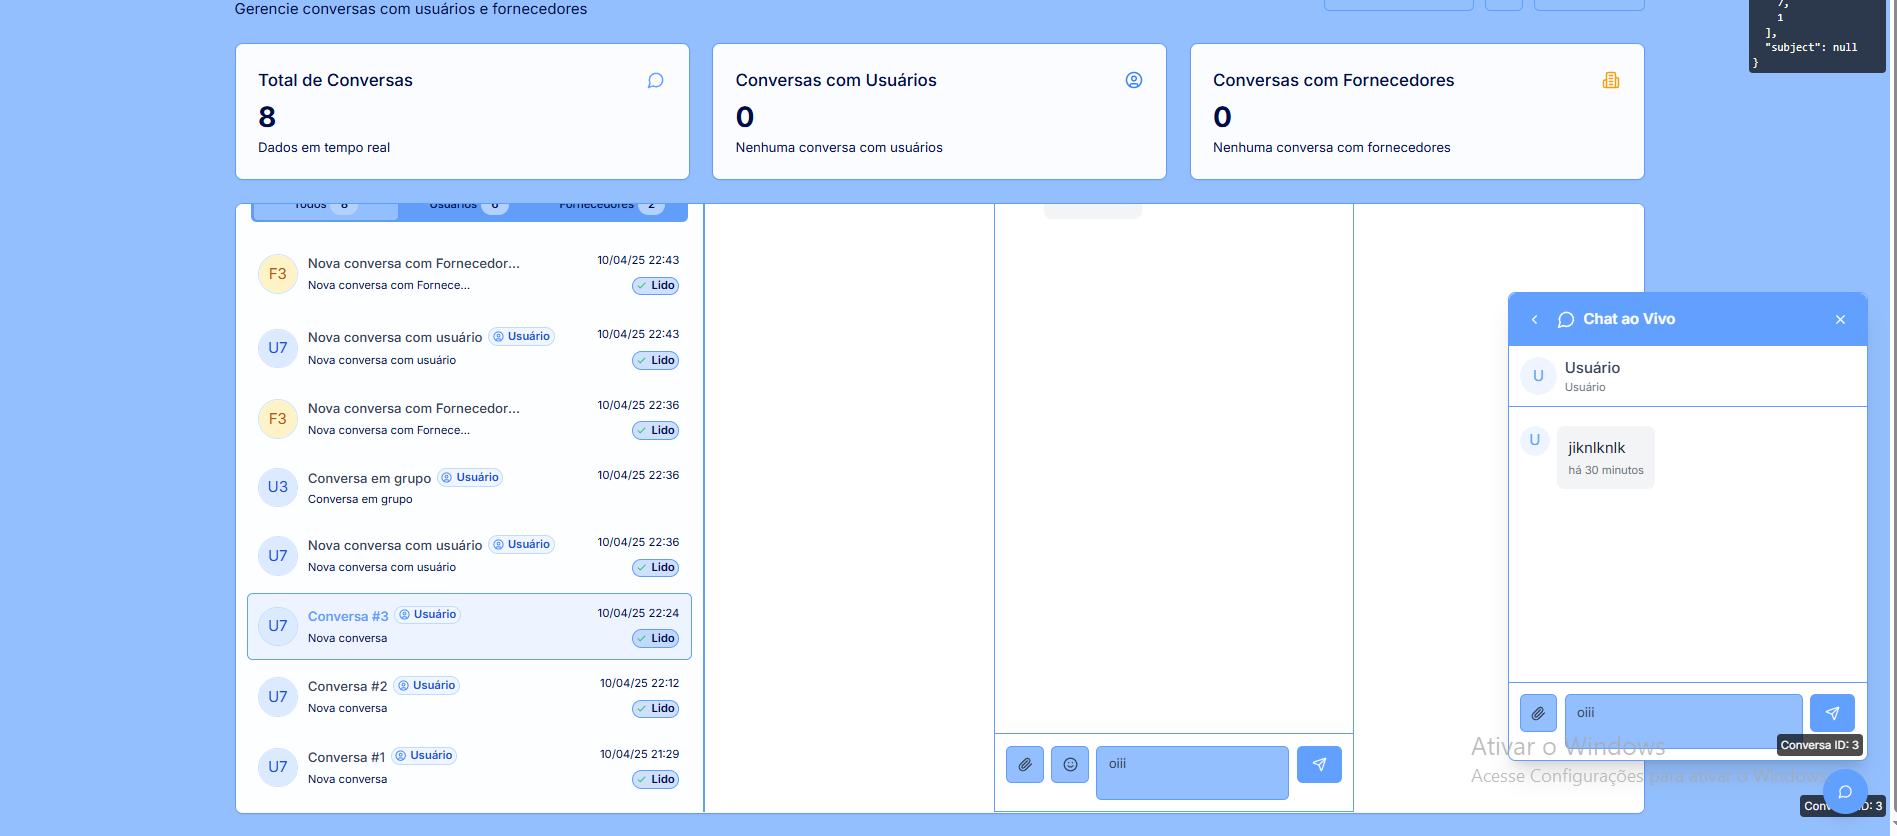 Gerencie conversas com usuários e fornecedores
7,
1
],
"subject": null
}
Total de Conversas
8
Dados em tempo real
Conversas com Usuários
0
Nenhuma conversa com usuários
Conversas com Fornecedores
0
Nenhuma conversa com fornecedores
Todos 8
Usuários 6
Fornecedores 2
F3
Nova conversa com Fornecedor...
10/04/25 22:43
Nova conversa com Fornece...
Lido
U7
Nova conversa com usuário
Usuário
10/04/25 22:43
Nova conversa com usuário
Lido
F3
Nova conversa com Fornecedor...
10/04/25 22:36
Nova conversa com Fornece...
Lido
U3
Conversa em grupo
Usuário
10/04/25 22:36
Conversa em grupo
U7
Nova conversa com usuário
Usuário
10/04/25 22:36
Nova conversa com usuário
Lido
U7
Conversa #3
Usuário
10/04/25 22:24
Nova conversa
Lido
U7
Conversa #2
Usuário
10/04/25 22:12
Nova conversa
Lido
U7
Conversa #1
Usuário
10/04/25 21:29
Nova conversa
Lido
oiii
Chat ao Vivo
U
Usuário
Usuário
U
jiknlknlk
há 30 minutos
oiii
Conversa ID: 3
Ativar o Windows
Acesse Configurações para ativar o Windows.
D: 3